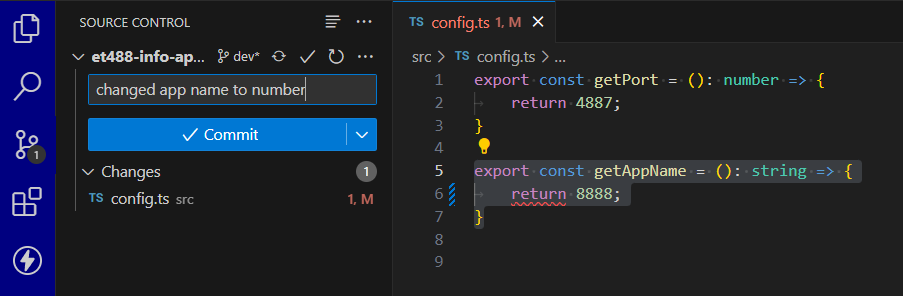 SOURCE CONTROL
et488-info-ap... dev*
changed app name to number
Commit
Changes 1
TS config.ts src 1, M
1
TS config.ts 1, M
src > TS config.ts > ...
1 export const getPort = (): number => {
2 return 4887;
3 }
4
5 export const getAppName = (): string => {
6 return 8888;
7 }
8
9